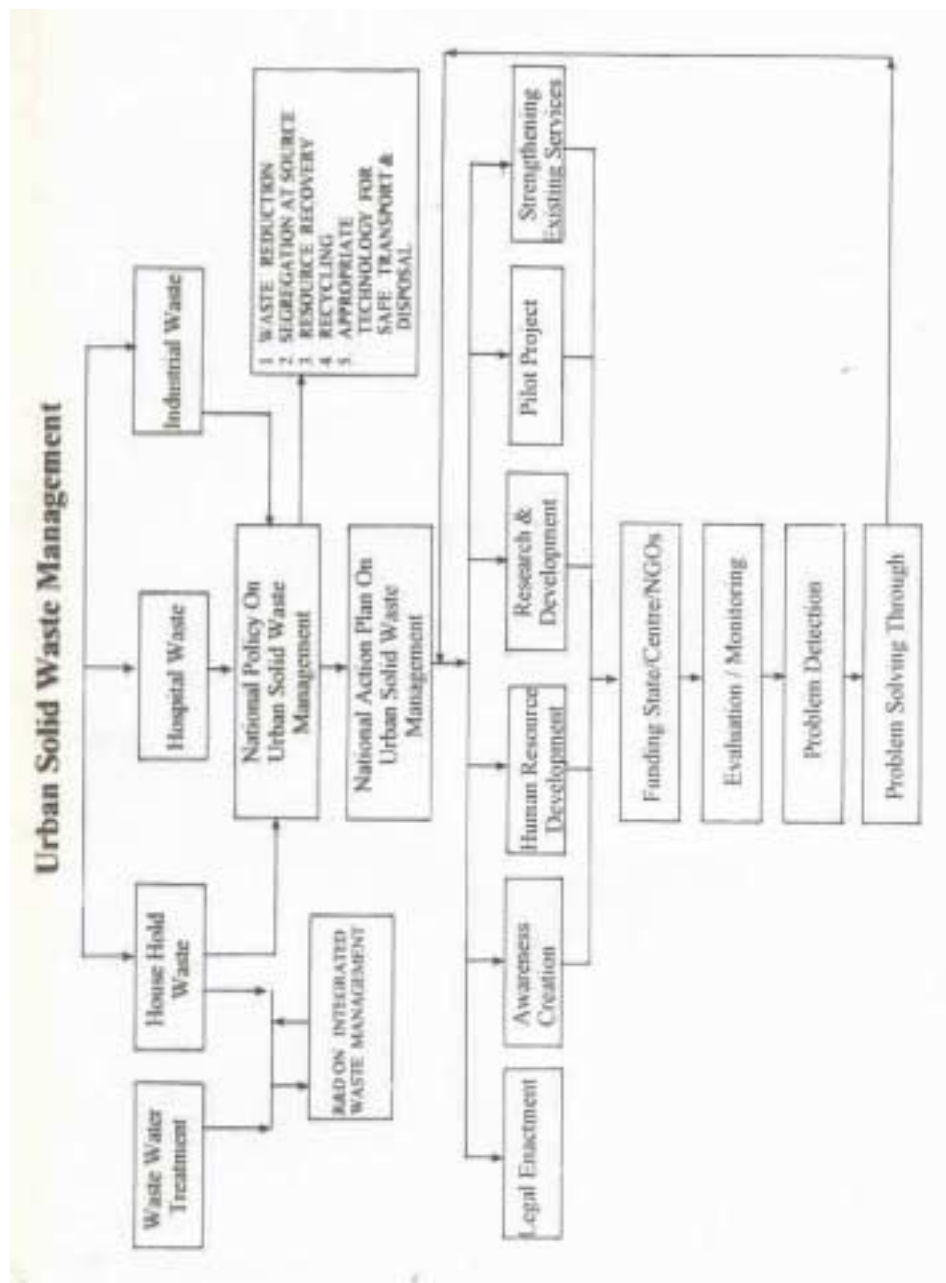 Urban Solid Waste Management
Waste Water
Treatment
House Hold
Waste
Hospital Waste
Industrial Waste
R&D ON INTEGRATED
WASTE MANAGEMENT
National Policy On
Urban Solid Waste
Management
1 WASTE REDUCTION
2. SEGREGATION AT SOURCE
3. RESOURCE RECOVERY
4. RECYCLING
5. APPROPRIATE
TECHNOLOGY FOR
SAFE TRANSPORT &
DISPOSAL
National Action Plan On
Urban Solid Waste
Management
Legal Enactment
Awareness
Creation
Human Resource
Development
Research &
Development
Pilot Project
Strengthening
Existing Services
Funding State/Centre/NGOs
Evaluation / Monitoring
Problem Detection
Problem Solving Through